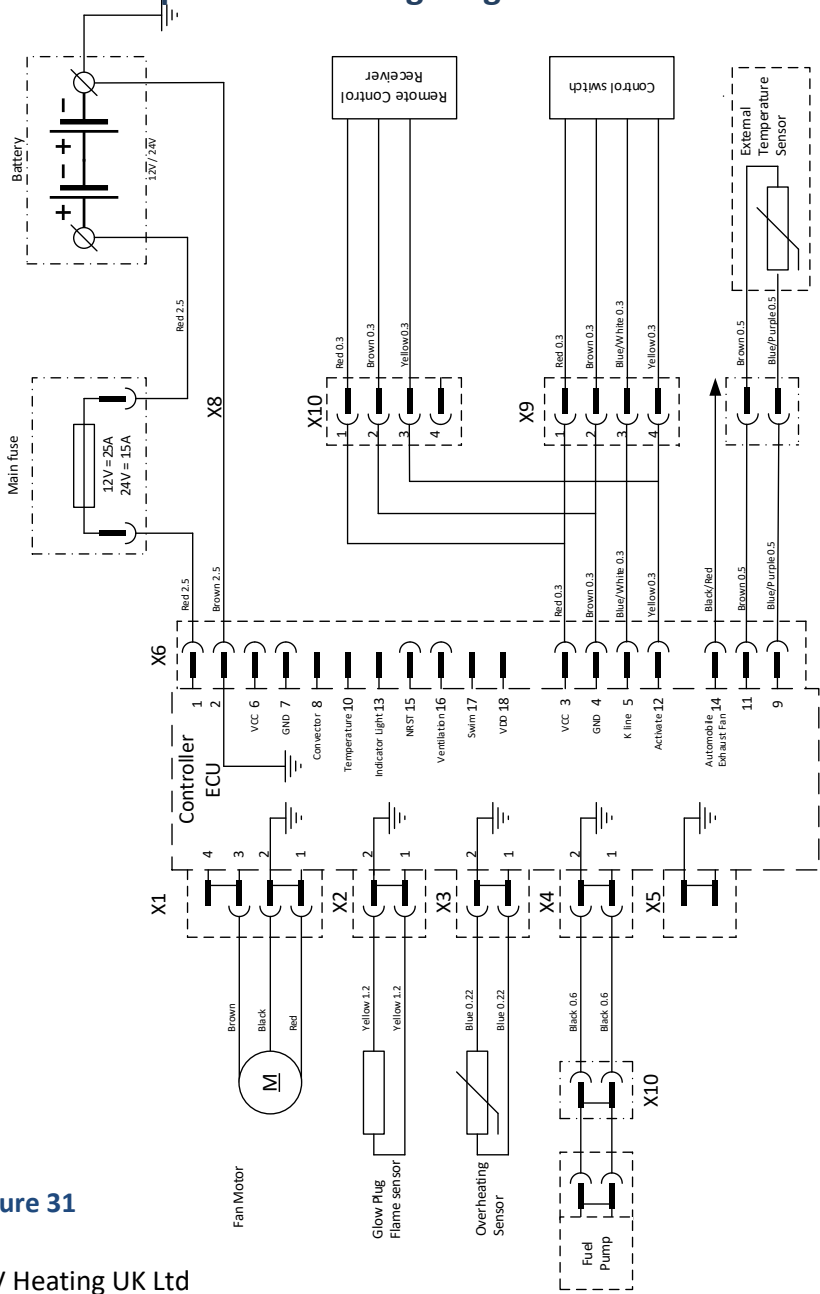 Battery
12V / 24V
Red 2.5
Main fuse
12V = 25A
24V = 15A
X8
Red 2.5
Brown 2.5
Remote Control
Receiver
Control switch
External
Temperature
Sensor
X10
1
2
3
4
Red 0.3
Brown 0.3
Yellow 0.3
X9
1
2
3
4
Red 0.3
Brown 0.3
Blue/White 0.3
Yellow 0.3
Brown 0.5
Blue/Purple 0.5
Red 0.3
Brown 0.3
Blue/White 0.3
Yellow 0.3
Black/Red
Brown 0.5
Blue/Purple 0.5
X6
1
2
VCC 6
GND 7
Convector 8
Temperature 10
Indicator Light 13
NRST 15
Ventilation 16
Swim 17
VDD 18
VCC 3
GND 4
K line 5
Activate 12
Automobile 14
Exhaust Fan
11
9
Controller
ECU
X1
4
3
2
1
X2
2
1
X3
2
1
X4
2
1
X5
Brown
Black
Red
M
Fan Motor
Yellow 1.2
Yellow 1.2
Glow Plug
Flame sensor
Blue 0.22
Blue 0.22
Overheating
Sensor
Black 0.6
Black 0.6
X10
Fuel
Pump
ure 31
Heating UK Ltd